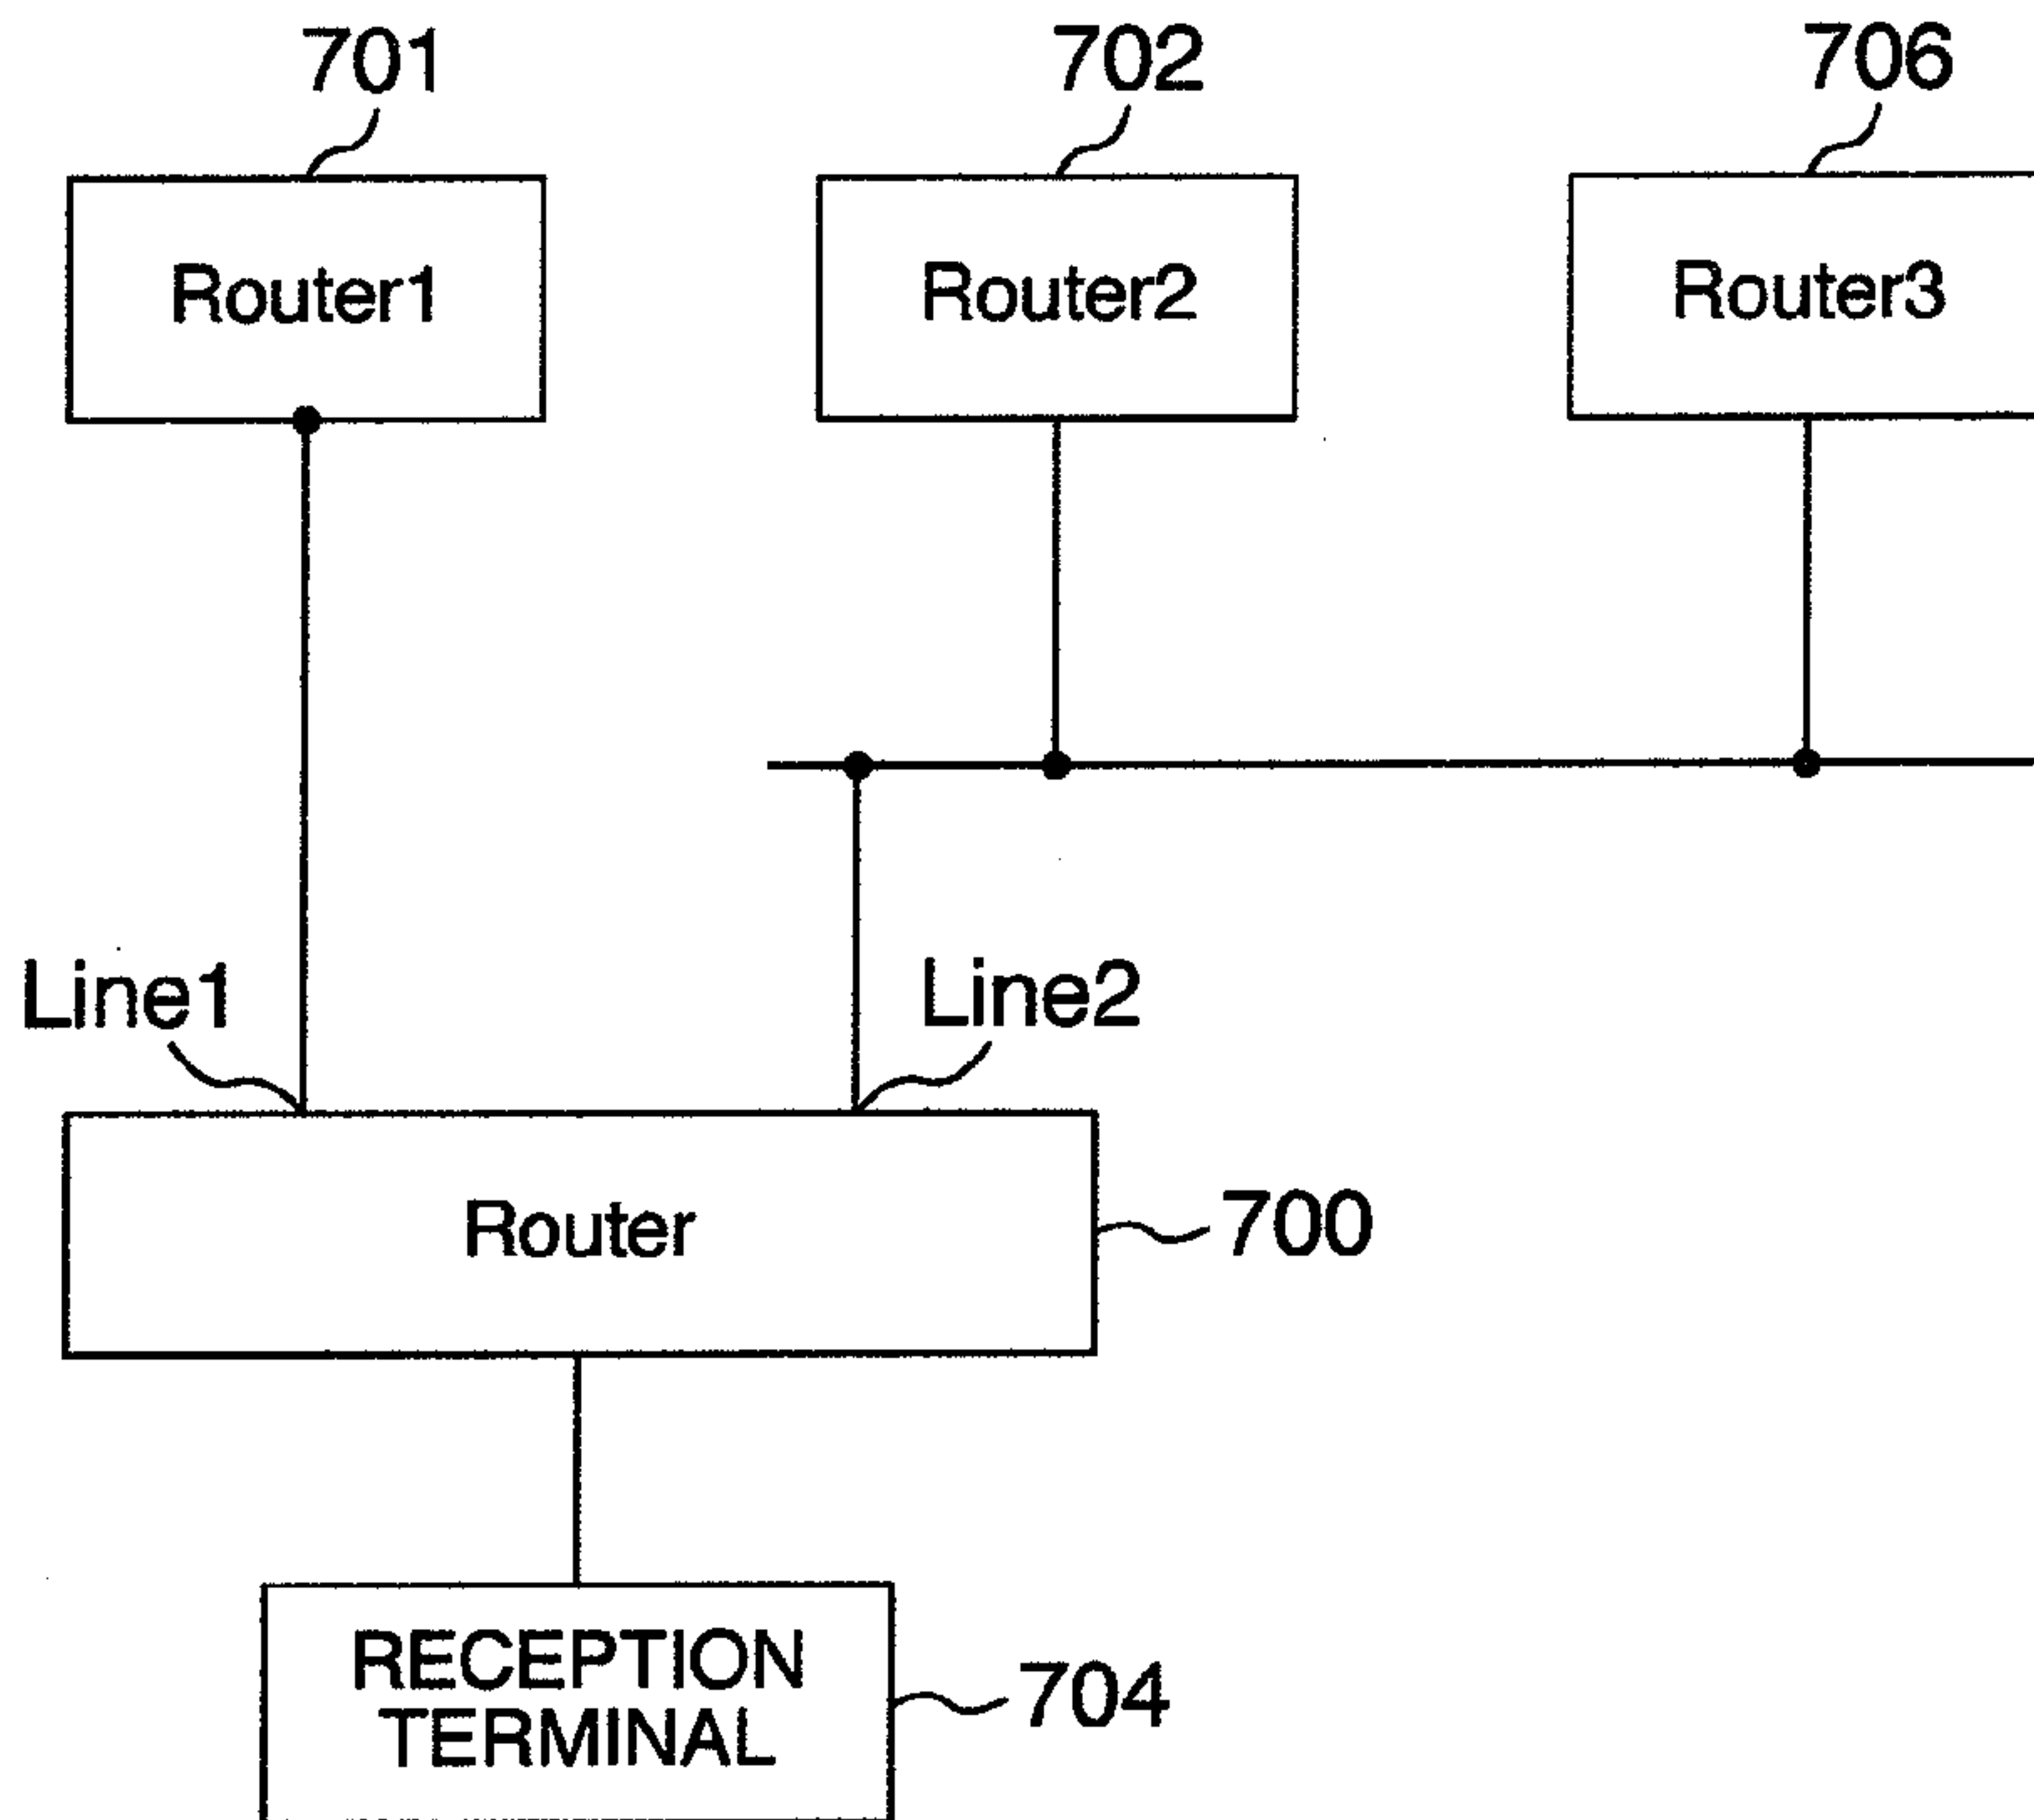 701
702
706
Router1
Router2
Router3
Line1
Line2
Router
700
RECEPTION
TERMINAL
704